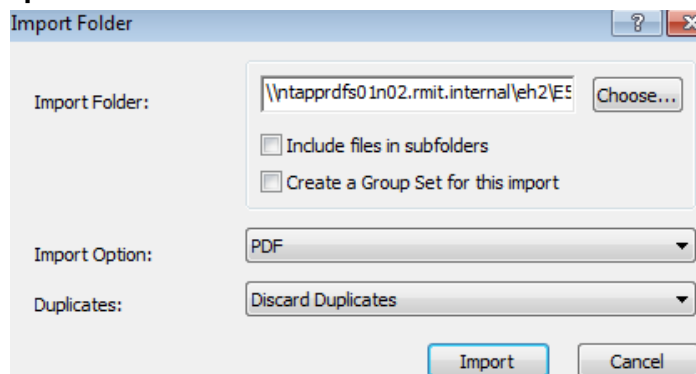 Import Folder
Import Folder:
\\ntapprdfs01n02.rmit.internal\eh2\E5
Choose...
Include files in subfolders
Create a Group Set for this import
Import Option:
PDF
Duplicates:
Discard Duplicates
Import
Cancel